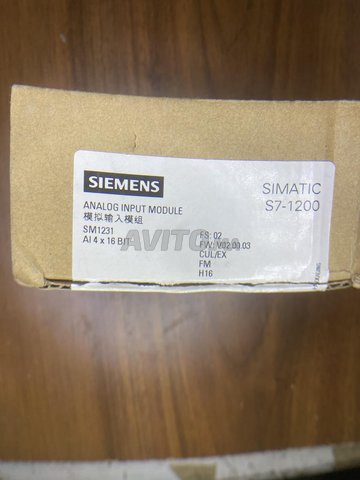 SIEMENS
SIMATIC
S7-1200
ANALOG INPUT MODULE
模拟输入模组
SM1231
AI 4 x 16 BIT
ES: 02
FW: V02.00.03
CUL/EX
FM
H16
AVITO